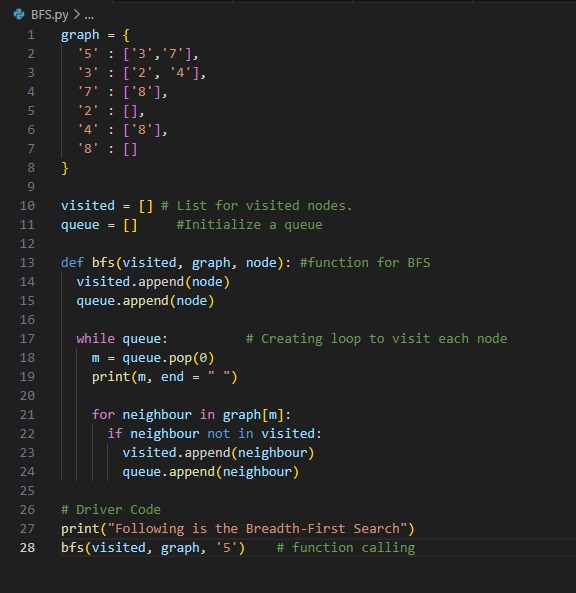 BFS.py > ...
1 graph = {
2   '5' : ['3','7'],
3   '3' : ['2', '4'],
4   '7' : ['8'],
5   '2' : [],
6   '4' : ['8'],
7   '8' : []
8 }
9
10 visited = [] # List for visited nodes.
11 queue = []     #Initialize a queue
12
13 def bfs(visited, graph, node): #function for BFS
14   visited.append(node)
15   queue.append(node)
16
17   while queue:          # Creating loop to visit each node
18     m = queue.pop(0)
19     print(m, end = " ")
20
21     for neighbour in graph[m]:
22       if neighbour not in visited:
23         visited.append(neighbour)
24         queue.append(neighbour)
25
26 # Driver Code
27 print("Following is the Breadth-First Search")
28 bfs(visited, graph, '5')    # function calling